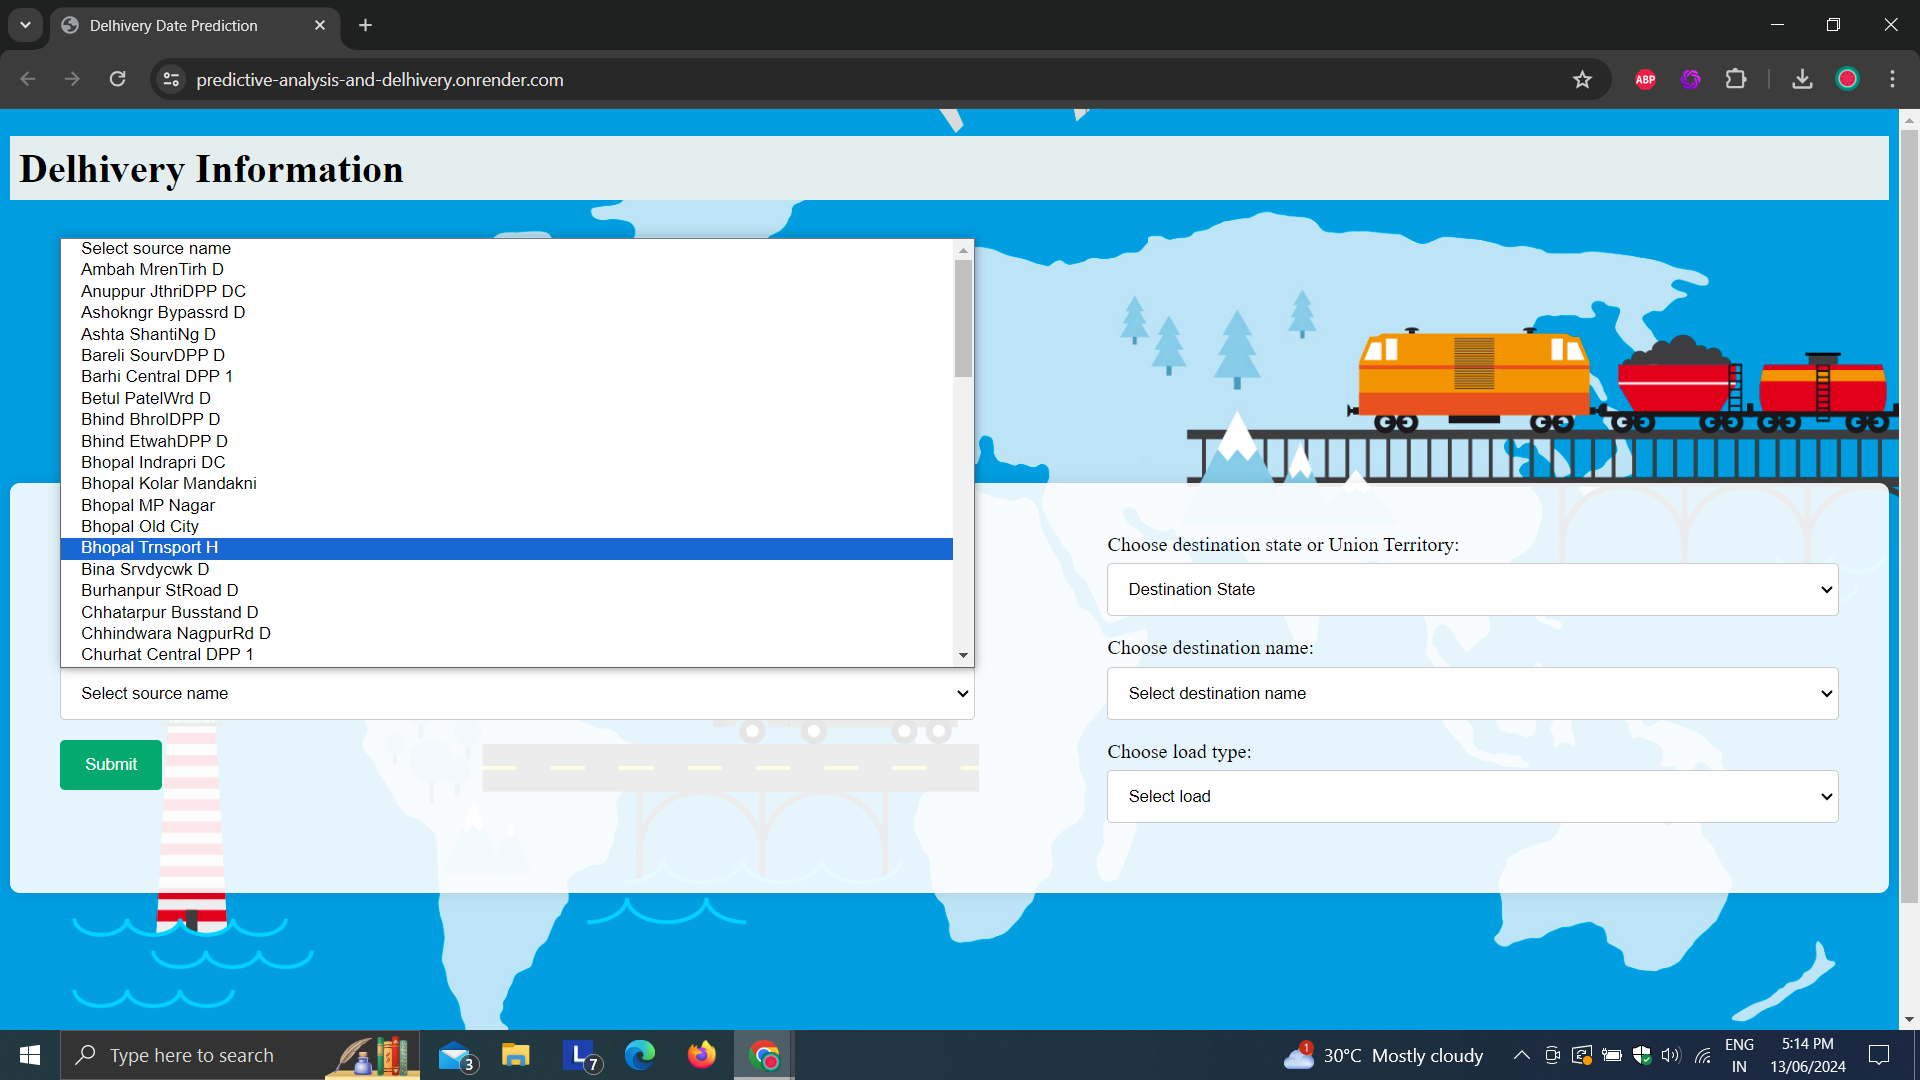 Delhivery Date Prediction
predictive-analysis-and-delhivery.onrender.com
ABP
Delhivery Information
Select source name
Ambah MrenTirh D
Anuppur JthriDPP DC
Ashokngr Bypassrd D
Ashta ShantiNg D
Bareli SourvDPP D
Barhi Central DPP 1
Betul PatelWrd D
Bhind BhrolDPP D
Bhind EtwahDPP D
Bhopal Indrapri DC
Bhopal Kolar Mandakni
Bhopal MP Nagar
Bhopal Old City
Bhopal Trnsport H
Bina Srvdycwk D
Burhanpur StRoad D
Chhatarpur Busstand D
Chhindwara NagpurRd D
Churhat Central DPP 1
Select source name
Submit
Choose destination state or Union Territory:
Destination State
Choose destination name:
Select destination name
Choose load type:
Select load
Type here to search
3
L 7
1
30°C Mostly cloudy
ENG
IN
5:14 PM
13/06/2024